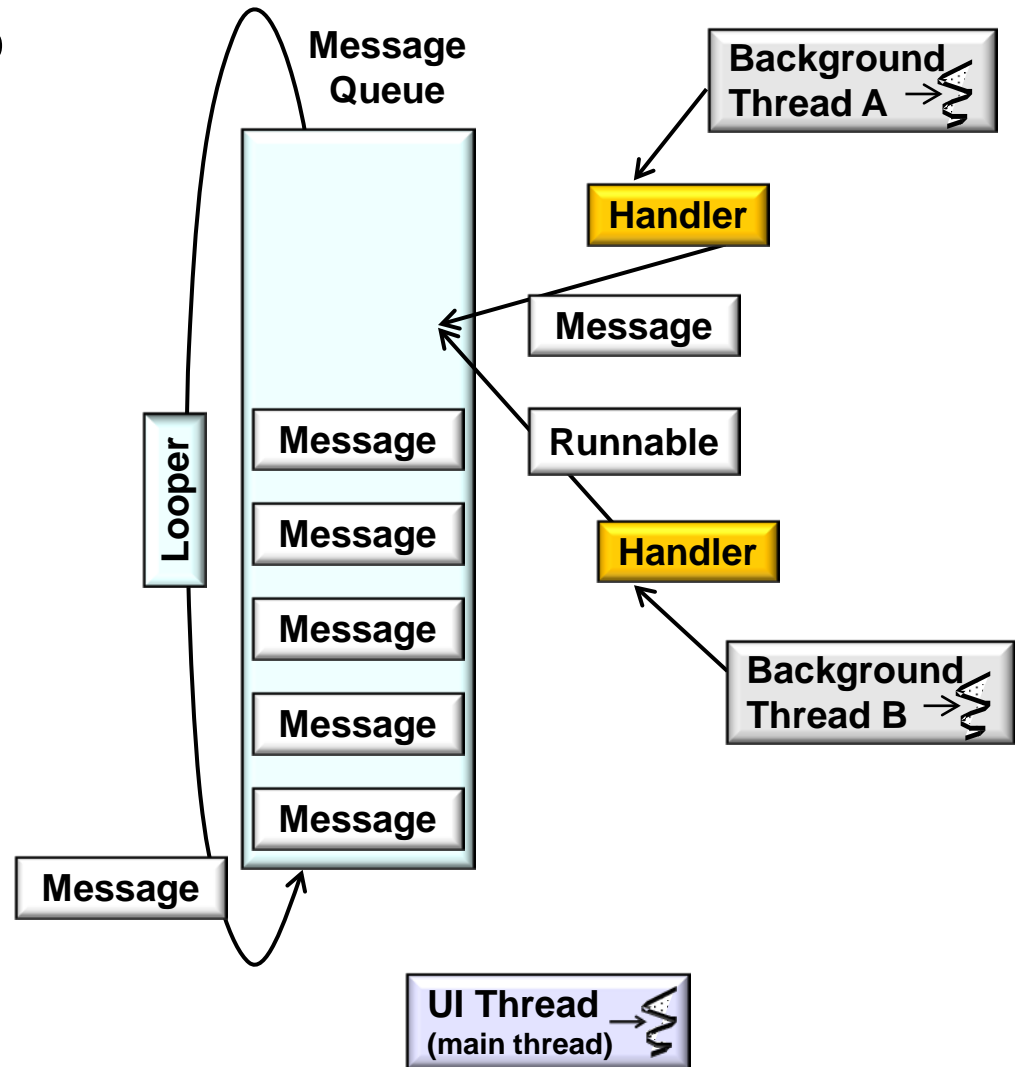 )
Message
Queue
Background
Thread A
Handler
Message
Message
Runnable
Looper
Message
Handler
Message
Background
Thread B
Message
Message
Message
UI Thread
(main thread)